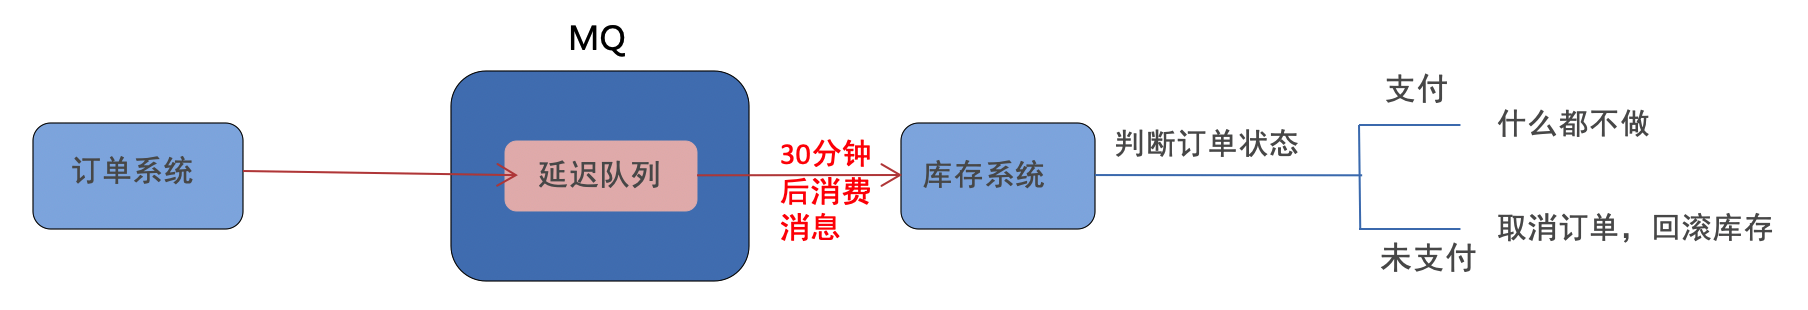 MQ
订单系统
延迟队列
30分钟
后消费
消息
库存系统
判断订单状态
支付
什么都不做
取消订单，回滚库存
未支付